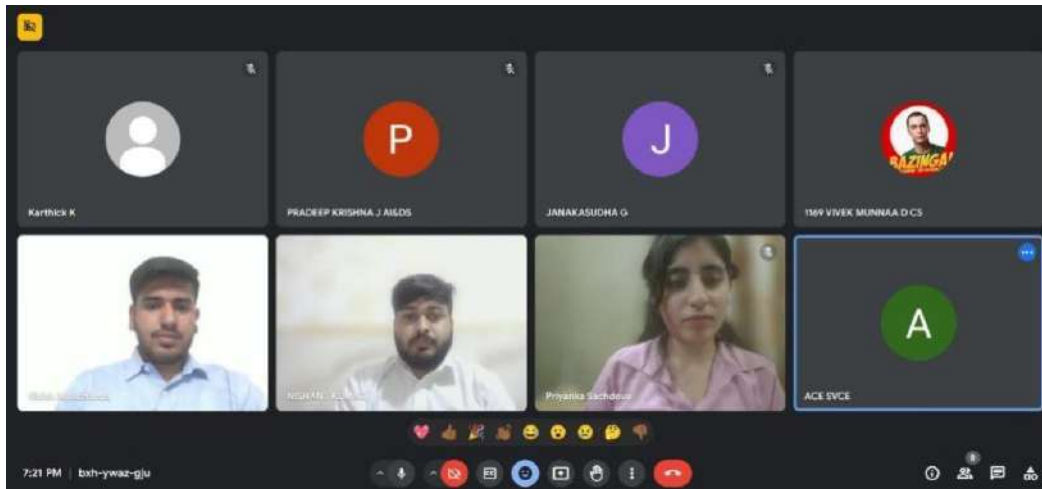 Karthick K
P
PRADEEP KRISHNA J AI&DS
J
JANAKASUDHA G
BAZINGA!
1169 VIVEK MUNNAA D CS
Priyanka Sachdeva
A
ACE SVCE
7:21 PM | bxh-ywaz-gju
8